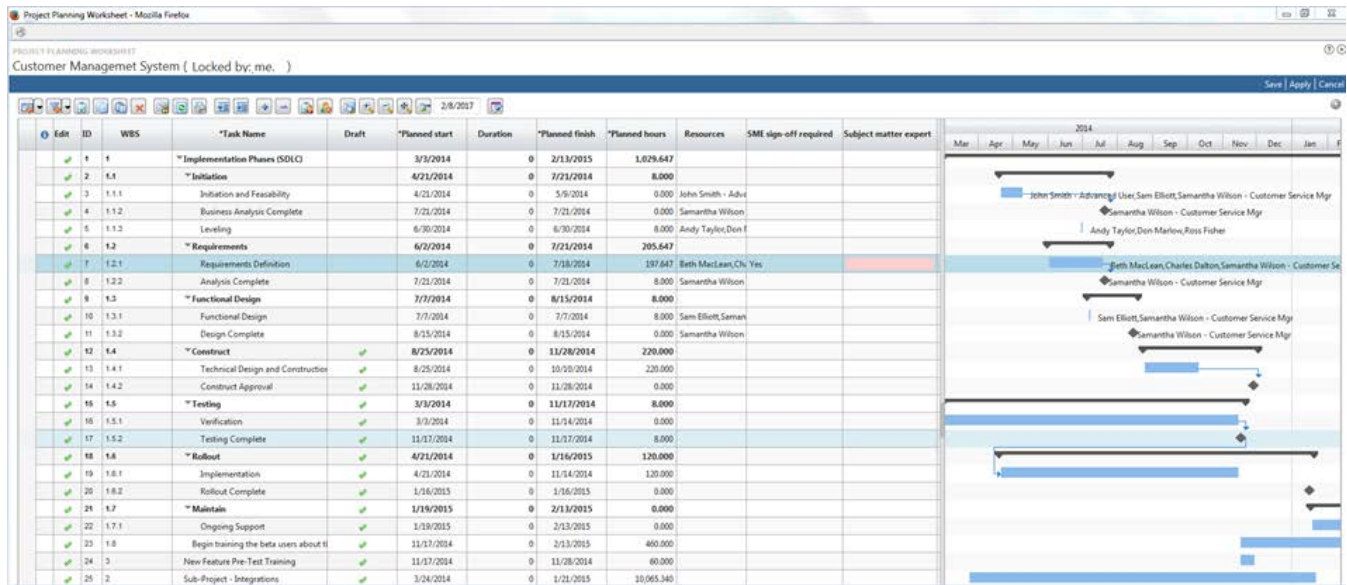 Project Planning Worksheet - Mozilla Firefox
PROJECT PLANNING WORKSHEET
Customer Managemet System ( Locked by: me. )
Save | Apply | Cancel
2/8/2017
Edit ID WBS *Task Name Draft *Planned start Duration *Planned finish *Planned hours Resources SME sign-off required Subject matter expert 2014
Mar Apr May Jun Jul Aug Sep Oct Nov Dec Jan F
1 1 Implementation Phases (SDLC) 3/3/2014 0 2/13/2015 1,029.647
2 1.1 Initiation 4/21/2014 0 7/21/2014 8.000
3 1.1.1 Initiation and Feasability 4/21/2014 0 5/9/2014 0.000 John Smith - Adva John Smith - Advanced User,Sam Elliott,Samantha Wilson - Customer Service Mgr
4 1.1.2 Business Analysis Complete 7/21/2014 0 7/21/2014 0.000 Samantha Wilson Samantha Wilson - Customer Service Mgr
5 1.1.3 Leveling 6/30/2014 0 6/30/2014 8.000 Andy Taylor,Don M Andy Taylor,Don Marlow,Ross Fisher
6 1.2 Requirements 6/2/2014 0 7/21/2014 205.647
7 1.2.1 Requirements Definition 6/2/2014 0 7/18/2014 197.647 Beth MacLean,Cha Yes Beth MacLean,Charles Dalton,Samantha Wilson - Customer Se
8 1.2.2 Analysis Complete 7/21/2014 0 7/21/2014 8.000 Samantha Wilson Samantha Wilson - Customer Service Mgr
9 1.3 Functional Design 7/7/2014 0 8/15/2014 8.000
10 1.3.1 Functional Design 7/7/2014 0 7/7/2014 8.000 Sam Elliott,Saman Sam Elliott,Samantha Wilson - Customer Service Mgr
11 1.3.2 Design Complete 8/15/2014 0 8/15/2014 0.000 Samantha Wilson Samantha Wilson - Customer Service Mgr
12 1.4 Construct 8/25/2014 0 11/28/2014 220.000
13 1.4.1 Technical Design and Construction 8/25/2014 0 10/10/2014 220.000
14 1.4.2 Construct Approval 11/28/2014 0 11/28/2014 0.000
15 1.5 Testing 3/3/2014 0 11/17/2014 8.000
16 1.5.1 Verification 3/3/2014 0 11/14/2014 0.000
17 1.5.2 Testing Complete 11/17/2014 0 11/17/2014 8.000
18 1.6 Rollout 4/21/2014 0 1/16/2015 120.000
19 1.6.1 Implementation 4/21/2014 0 11/14/2014 120.000
20 1.6.2 Rollout Complete 1/16/2015 0 1/16/2015 0.000
21 1.7 Maintain 1/19/2015 0 2/13/2015 0.000
22 1.7.1 Ongoing Support 1/19/2015 0 2/13/2015 0.000
23 1.8 Begin training the beta users about tl 11/17/2014 0 2/13/2015 460.000
24 3 New Feature Pre-Test Training 11/17/2014 0 11/28/2014 60.000
25 2 Sub-Project - Integrations 3/24/2014 0 1/21/2015 10,065.340